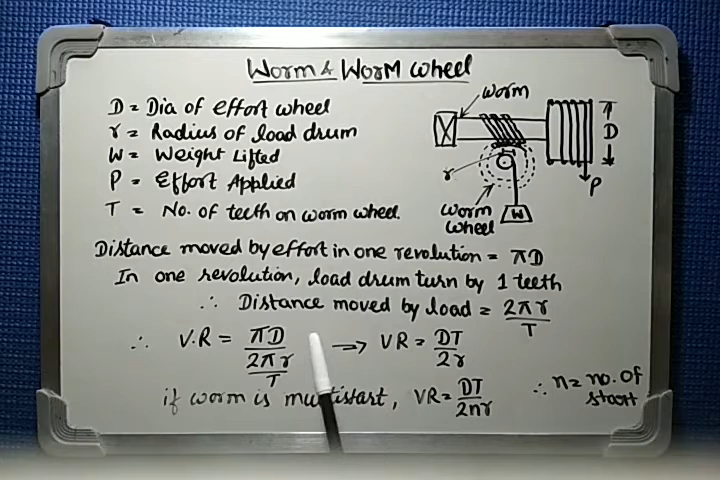 Worm & Worm wheel
D = Dia of effort wheel
r = Radius of load drum
W = Weight Lifted
P = Effort Applied
T = No. of teeth on worm wheel.
worm
D
r
P
worm
wheel
W
Distance moved by effort in one revolution = πD
In one revolution, load drum turn by 1 teeth
∴ Distance moved by load = 2πr/T
∴ V.R = πD/(2πr/T) → VR = DT/2r
if worm is multistart, VR = DT/2nr ∴ n = no. of
start